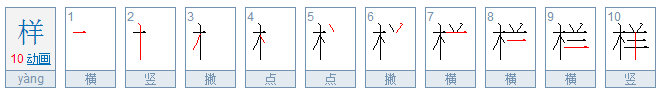 样 1 2 3 4 5 6 7 8 9 10
10 动画
yàng 横 竖 撇 点 点 撇 横 横 横 竖